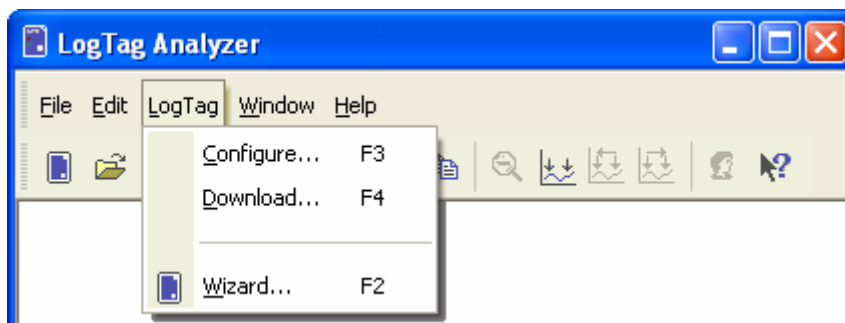 LogTag Analyzer
File Edit LogTag Window Help
Configure... F3
Download... F4
Wizard... F2